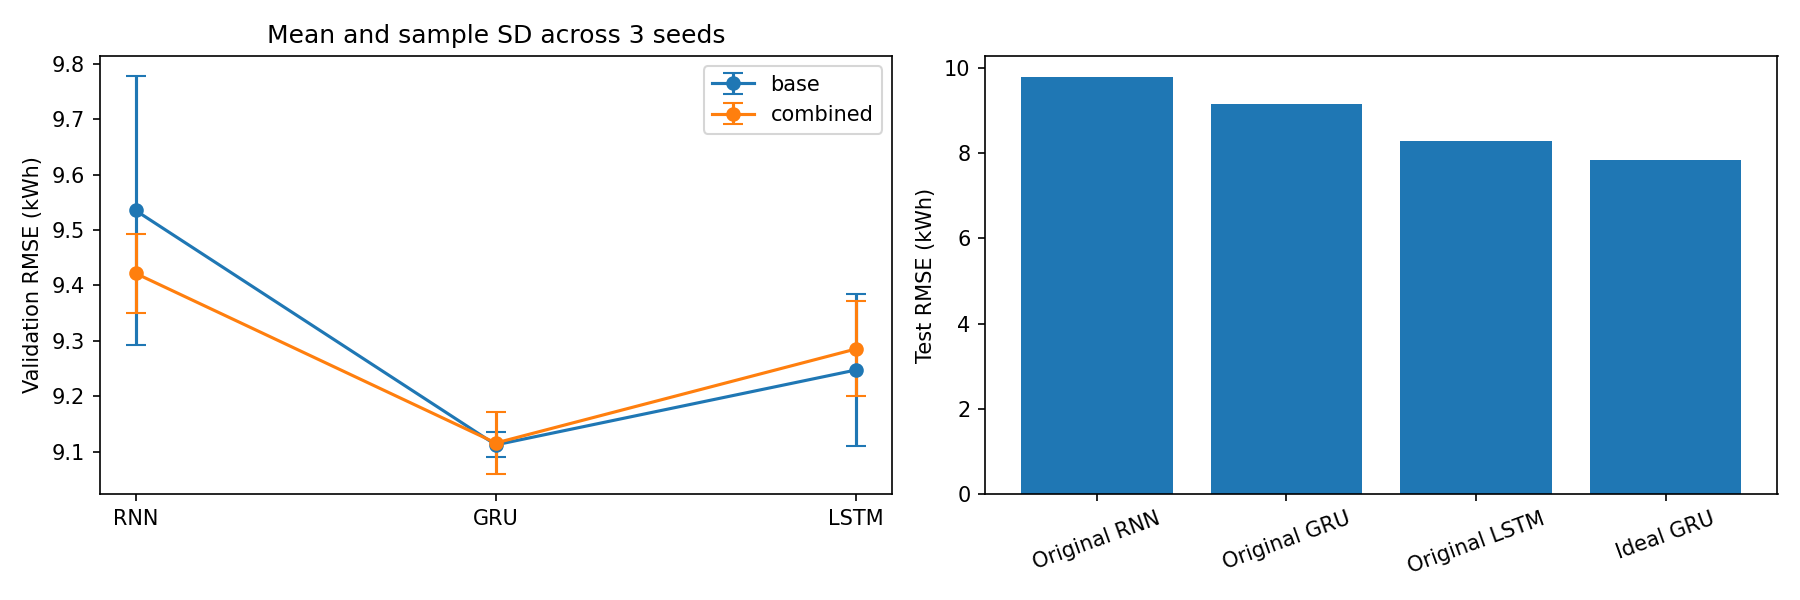 Mean and sample SD across 3 seeds
Validation RMSE (kWh)
9.8
9.7
9.6
9.5
9.4
9.3
9.2
9.1
base
combined
RNN
GRU
LSTM
Test RMSE (kWh)
10
8
6
4
2
0
Original RNN
Original GRU
Original LSTM
Ideal GRU